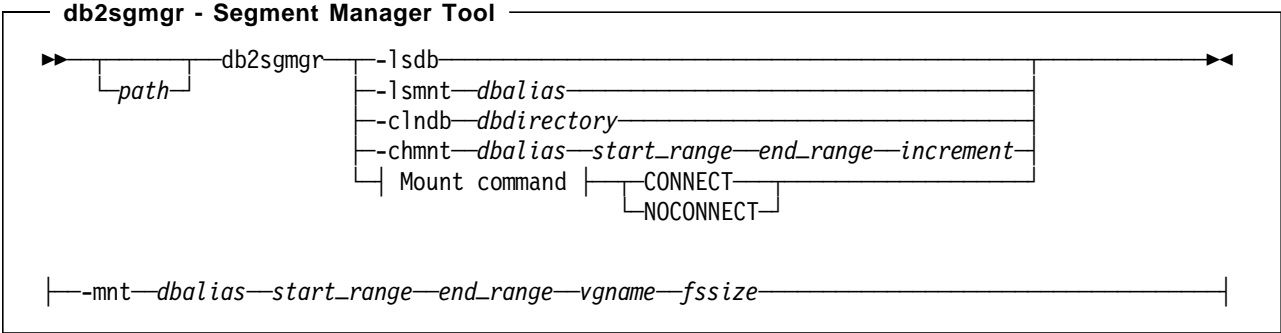 db2sgmgr - Segment Manager Tool
db2sgmgr -lsdb
path -lsmnt dbalias
-clndb dbdirectory
-chmnt dbalias start_range end_range increment
Mount command CONNECT
NOCONNECT
-mnt dbalias start_range end_range vgname fssize